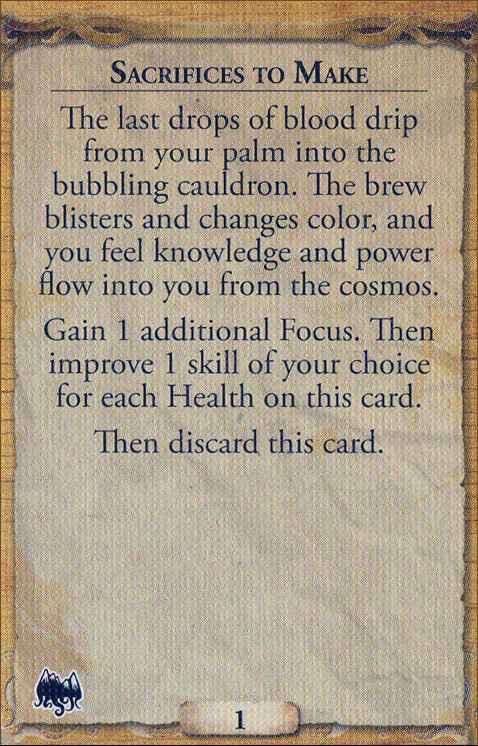 Sacrifices to Make
The last drops of blood drip
from your palm into the
bubbling cauldron. The brew
blisters and changes color, and
you feel knowledge and power
flow into you from the cosmos.
Gain 1 additional Focus. Then
improve 1 skill of your choice
for each Health on this card.
Then discard this card.
1